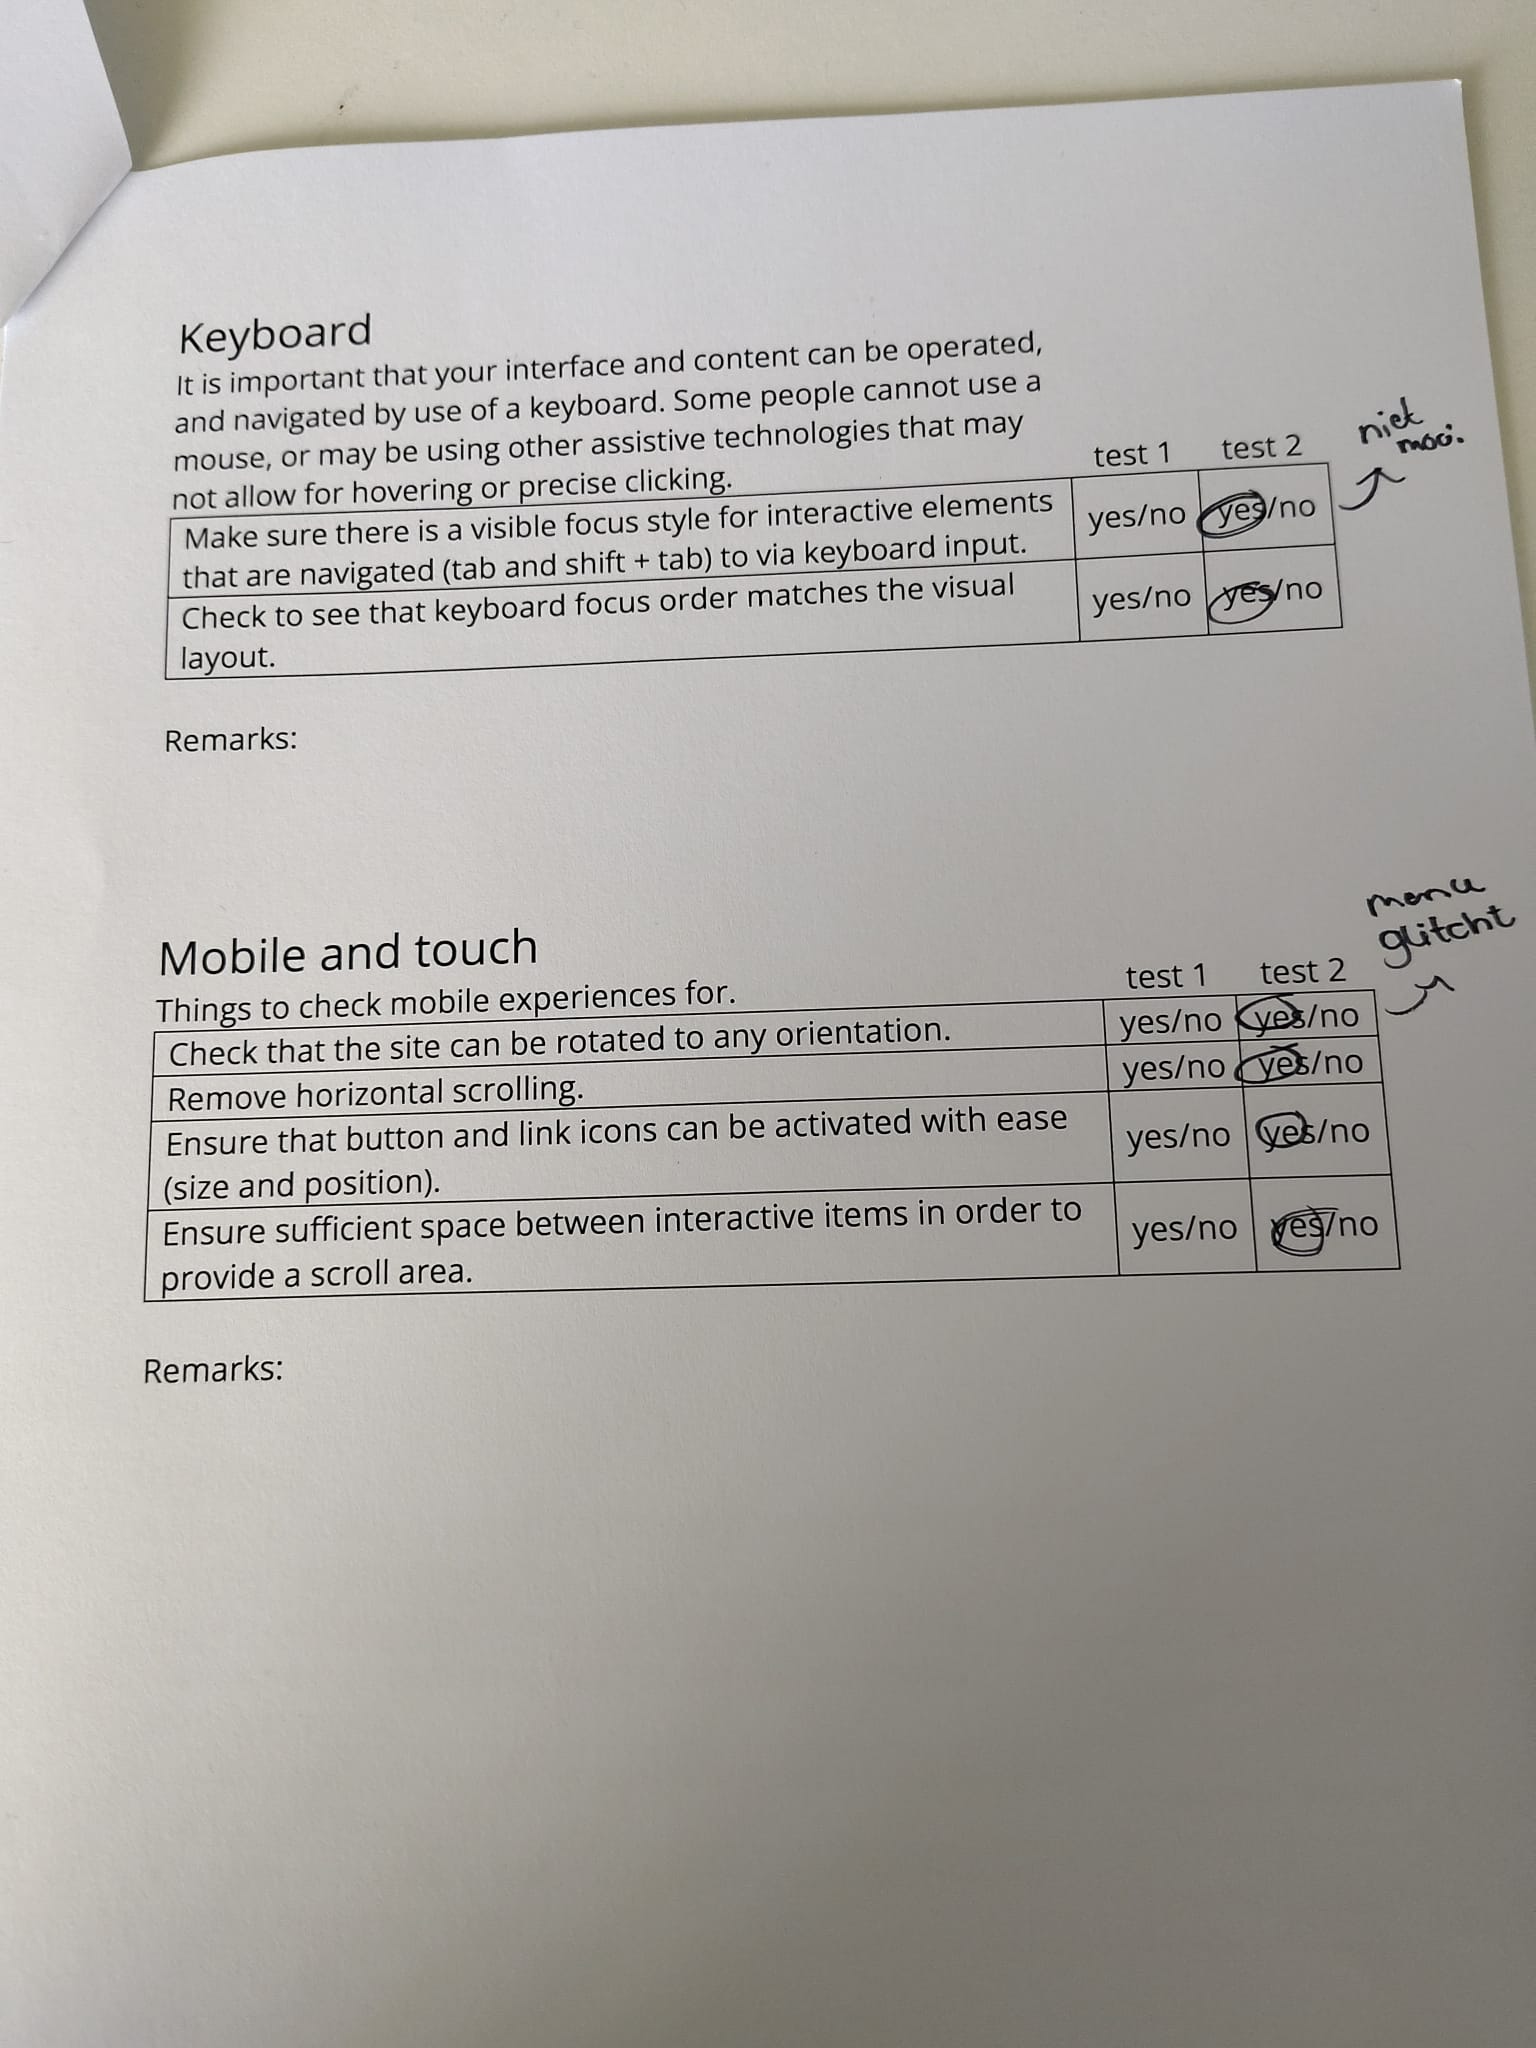 Keyboard
It is important that your interface and content can be operated,
and navigated by use of a keyboard. Some people cannot use a
mouse, or may be using other assistive technologies that may
not allow for hovering or precise clicking.
test 1 test 2
niet
mooi.
Make sure there is a visible focus style for interactive elements
that are navigated (tab and shift + tab) to via keyboard input.
yes/no yes/no
Check to see that keyboard focus order matches the visual
layout.
yes/no yes/no
Remarks:
menu
glitcht
Mobile and touch
Things to check mobile experiences for.
test 1 test 2
Check that the site can be rotated to any orientation. yes/no yes/no
Remove horizontal scrolling. yes/no yes/no
Ensure that button and link icons can be activated with ease
(size and position).
yes/no yes/no
Ensure sufficient space between interactive items in order to
provide a scroll area.
yes/no yes/no
Remarks: